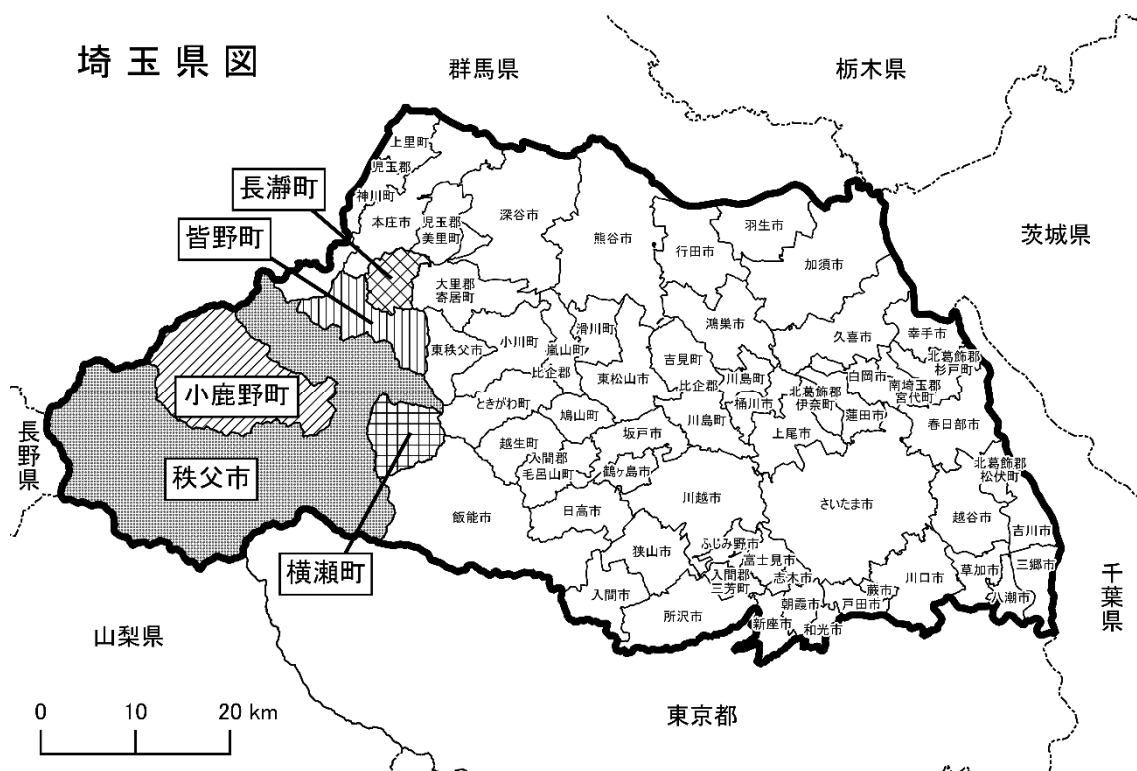 埼玉県図
群馬県
栃木県
茨城県
千葉県
東京都
山梨県
長野県
長瀞町
皆野町
小鹿野町
秩父市
横瀬町
上里町
児玉郡
神川町
本庄市
児玉郡
美里町
深谷市
熊谷市
行田市
羽生市
加須市
大里郡
寄居町
東秩父市
小川町
嵐山町
滑川町
比企郡
東松山市
吉見町
比企郡
川島町
鴻巣市
川島町
桶川市
北葛飾郡
伊奈町
上尾市
久喜市
白岡市
蓮田市
幸手市
北葛飾郡
杉戸町
南埼玉郡
宮代町
春日部市
北葛飾郡
松伏町
ときがわ町
鳩山町
越生町
入間郡
毛呂山町
坂戸市
鶴ヶ島市
川越市
さいたま市
越谷市
吉川市
飯能市
日高市
狭山市
ふじみ野市
富士見市
入間郡
三芳町
志木市
入間市
所沢市
新座市
朝霞市
和光市
戸田市
蕨市
川口市
草加市
八潮市
三郷市
0 10 20 km